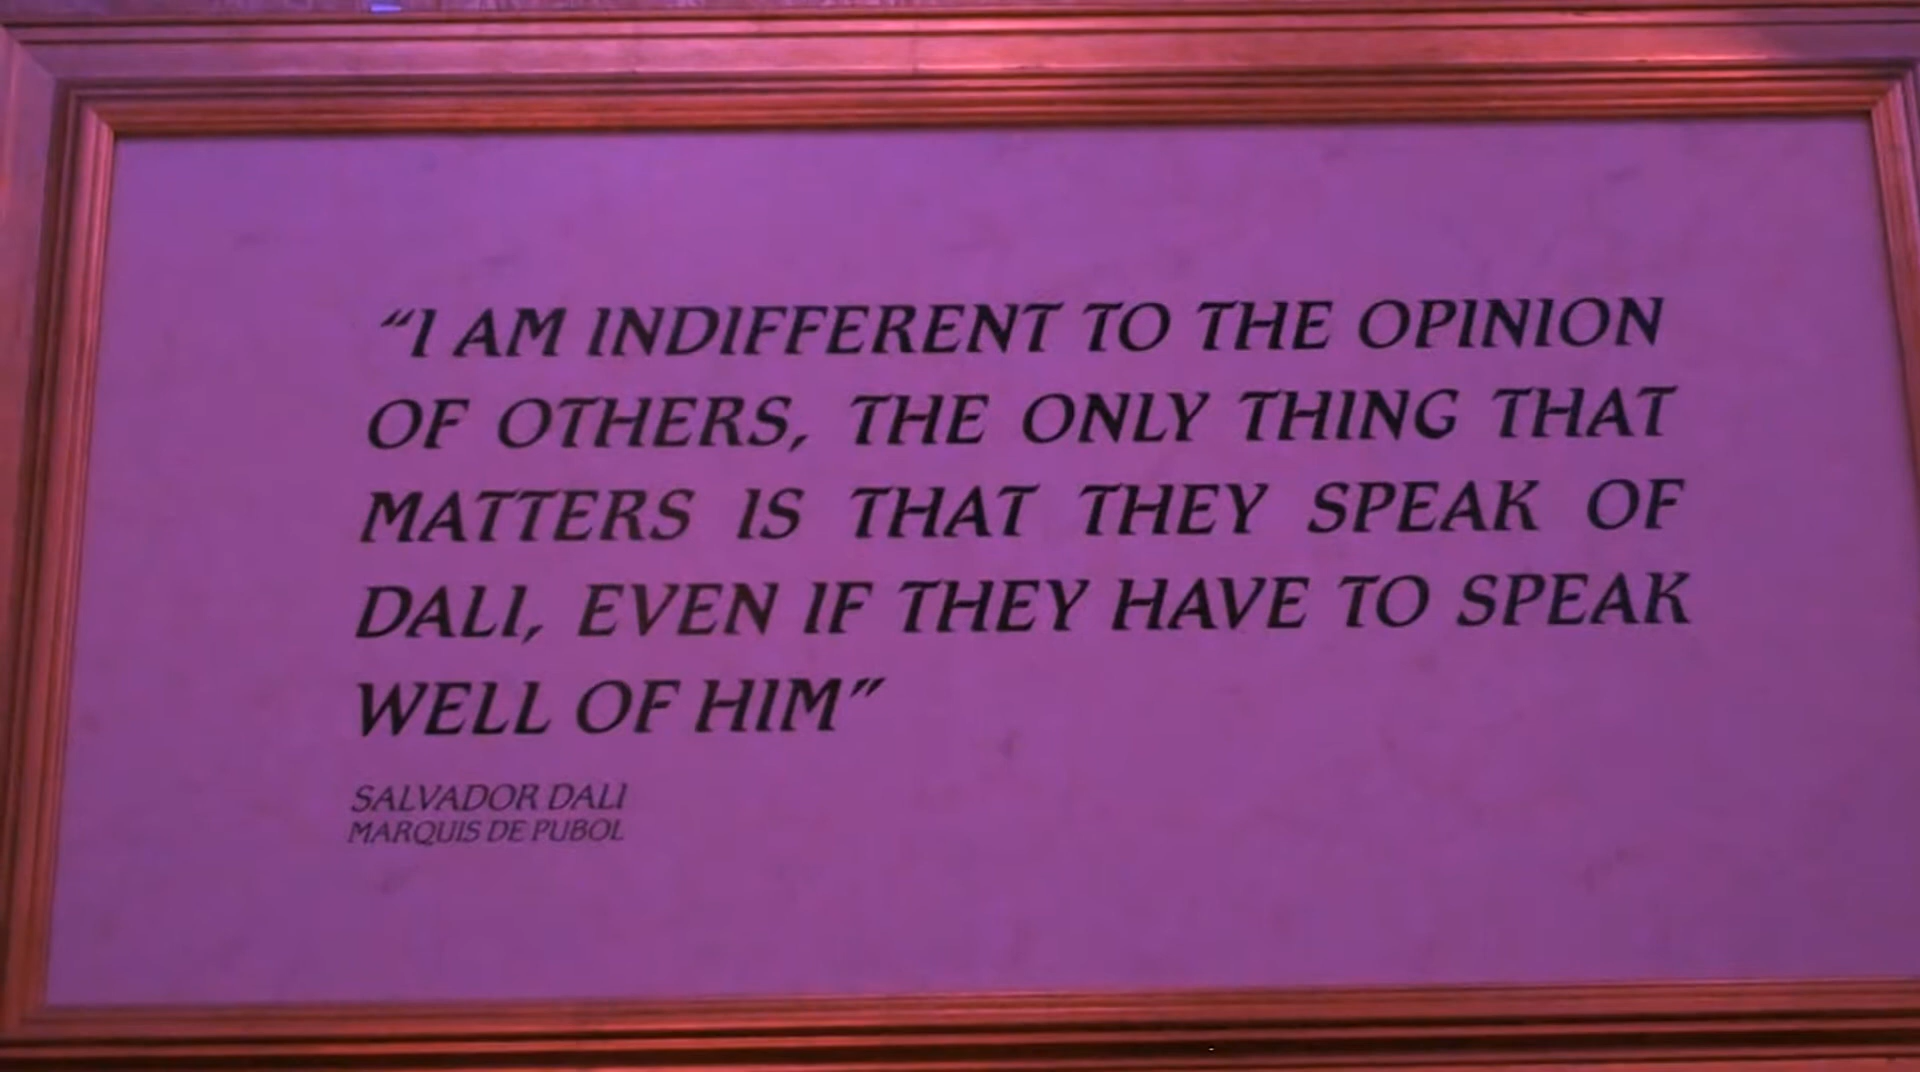 “I AM INDIFFERENT TO THE OPINION
OF OTHERS, THE ONLY THING THAT
MATTERS IS THAT THEY SPEAK OF
DALI, EVEN IF THEY HAVE TO SPEAK
WELL OF HIM”
SALVADOR DALI
MARQUIS DE PUBOL